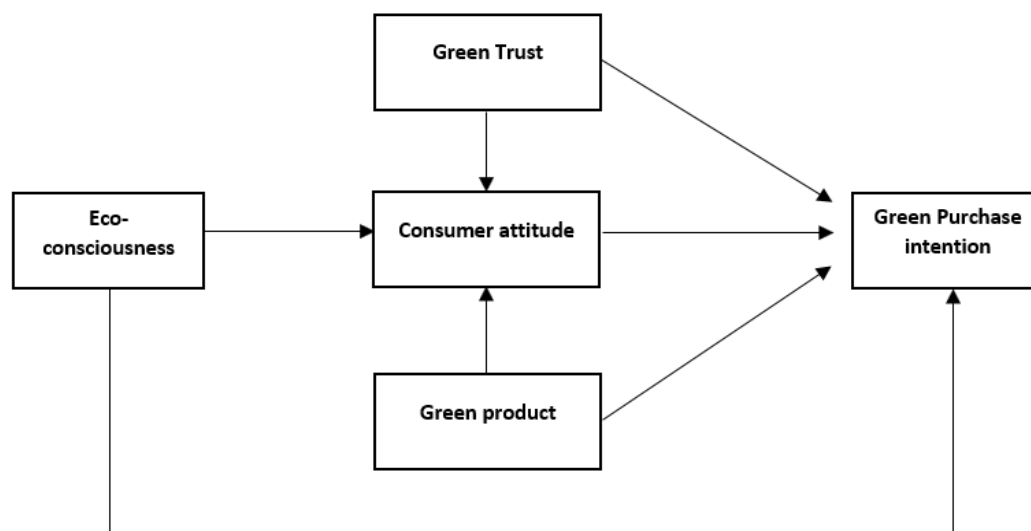 Green Trust
Eco-
consciousness
Consumer attitude
Green Purchase
intention
Green product